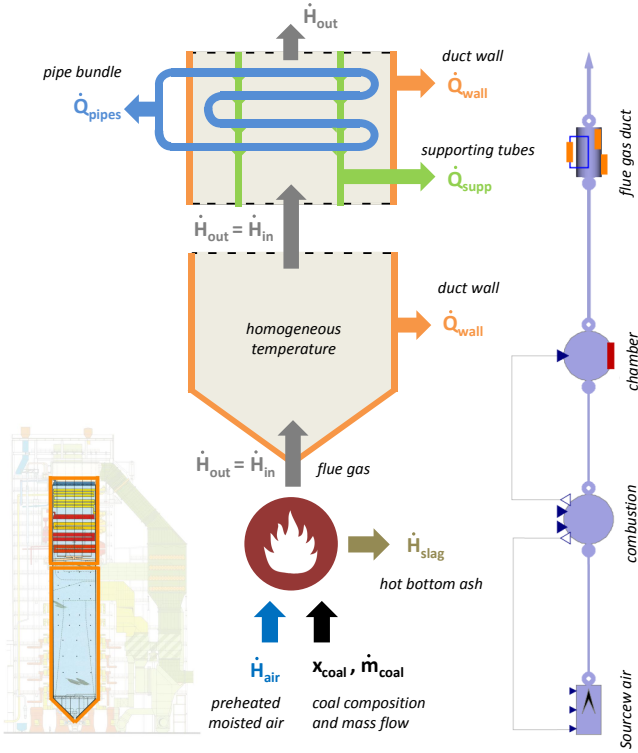 Ḣout
pipe bundle
duct wall
Q̇pipes
Q̇wall
supporting tubes
Q̇supp
Ḣout = Ḣin
duct wall
homogeneous
temperature
Q̇wall
Ḣout = Ḣin
flue gas
Ḣslag
hot bottom ash
Ḣair
xcoal , ṁcoal
preheated
moisted air
coal composition
and mass flow
flue gas duct
chamber
combustion
Sourcew air